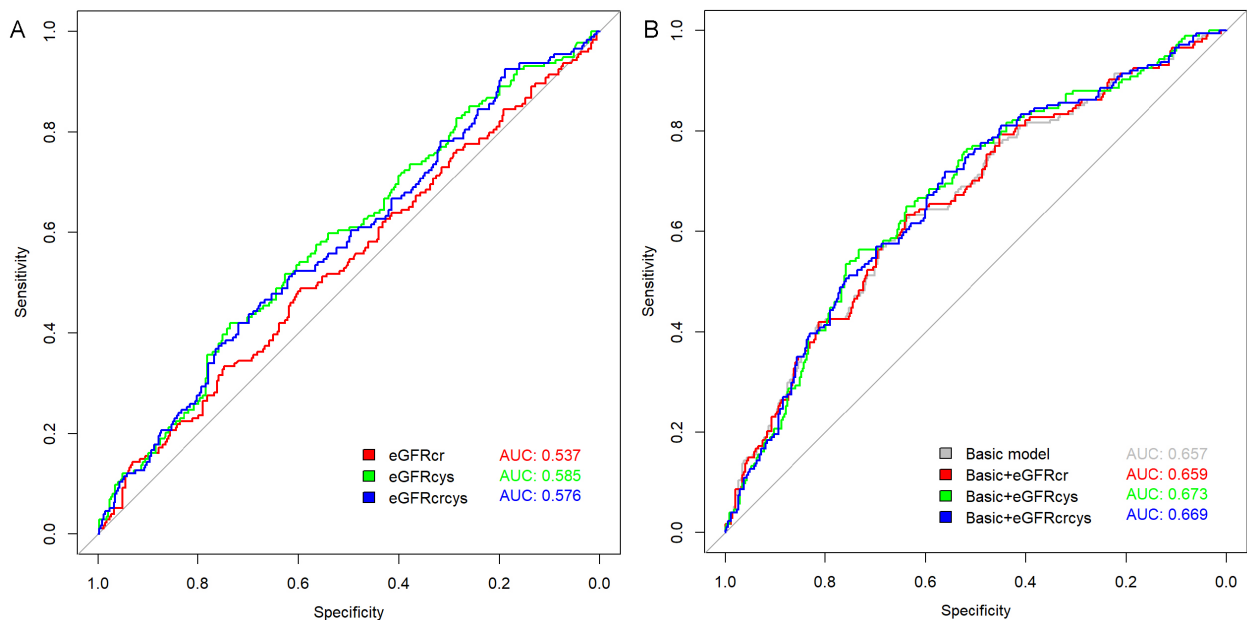 A
Sensitivity
1.0
0.8
0.6
0.4
0.2
0.0
eGFRcr AUC: 0.537
eGFRcys AUC: 0.585
eGFRcrcys AUC: 0.576
1.0 0.8 0.6 0.4 0.2 0.0
Specificity
B
Sensitivity
1.0
0.8
0.6
0.4
0.2
0.0
Basic model AUC: 0.657
Basic+eGFRcr AUC: 0.659
Basic+eGFRcys AUC: 0.673
Basic+eGFRcrcys AUC: 0.669
1.0 0.8 0.6 0.4 0.2 0.0
Specificity